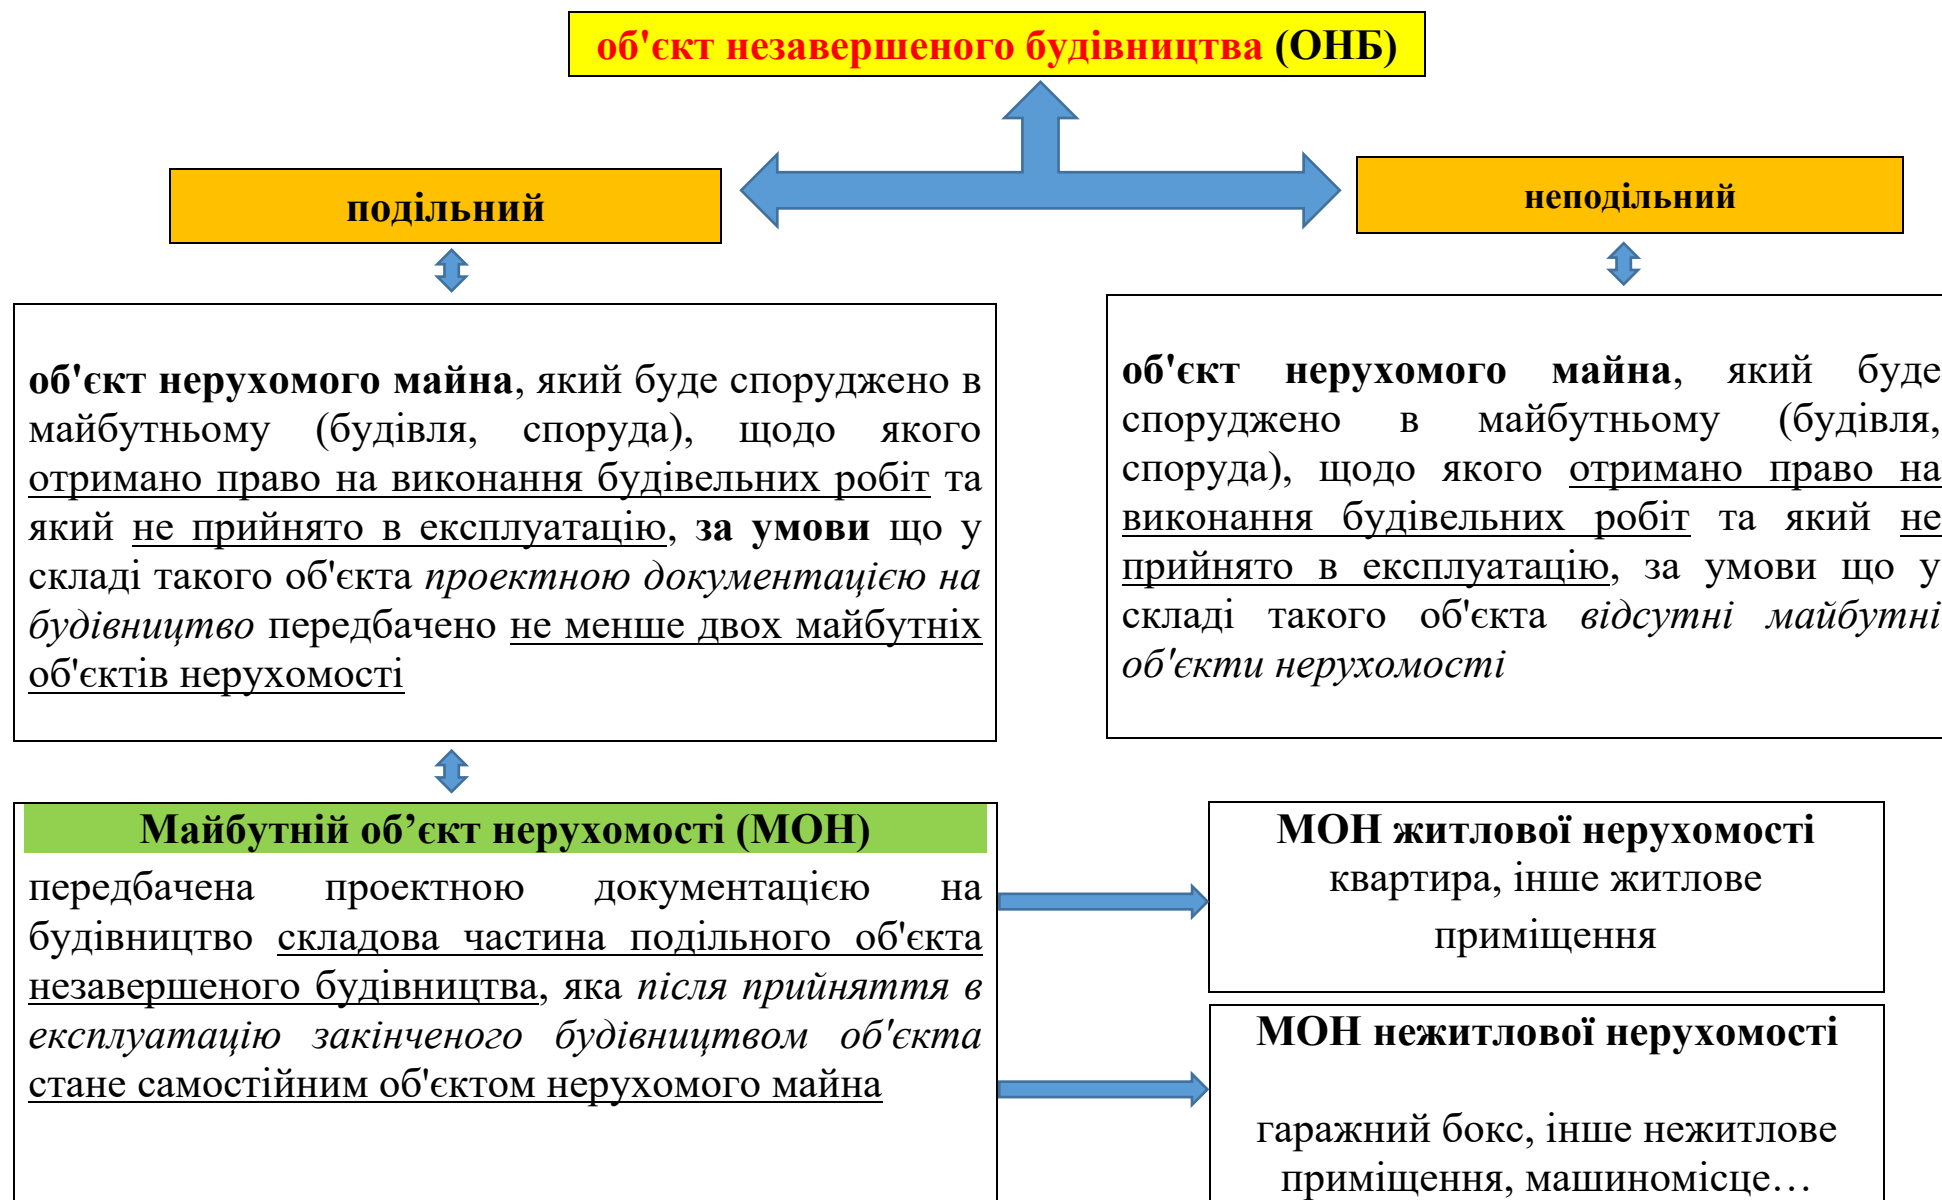 об'єкт незавершеного будівництва (ОНБ)
подільний
неподільний
об'єкт нерухомого майна, який буде споруджено в
майбутньому (будівля, споруда), щодо якого
отримано право на виконання будівельних робіт та
який не прийнято в експлуатацію, за умови що у
складі такого об'єкта проектною документацією на
будівництво передбачено не менше двох майбутніх
об'єктів нерухомості
об'єкт нерухомого майна, який буде
споруджено в майбутньому (будівля,
споруда), щодо якого отримано право на
виконання будівельних робіт та який не
прийнято в експлуатацію, за умови що у
складі такого об'єкта відсутні майбутні
об'єкти нерухомості
Майбутній об’єкт нерухомості (МОН)
передбачена проектною документацією на
будівництво складова частина подільного об'єкта
незавершеного будівництва, яка після прийняття в
експлуатацію закінченого будівництвом об'єкта
стане самостійним об'єктом нерухомого майна
МОН житлової нерухомості
квартира, інше житлове
приміщення
МОН нежитлової нерухомості
гаражний бокс, інше нежитлове
приміщення, машиномісце…